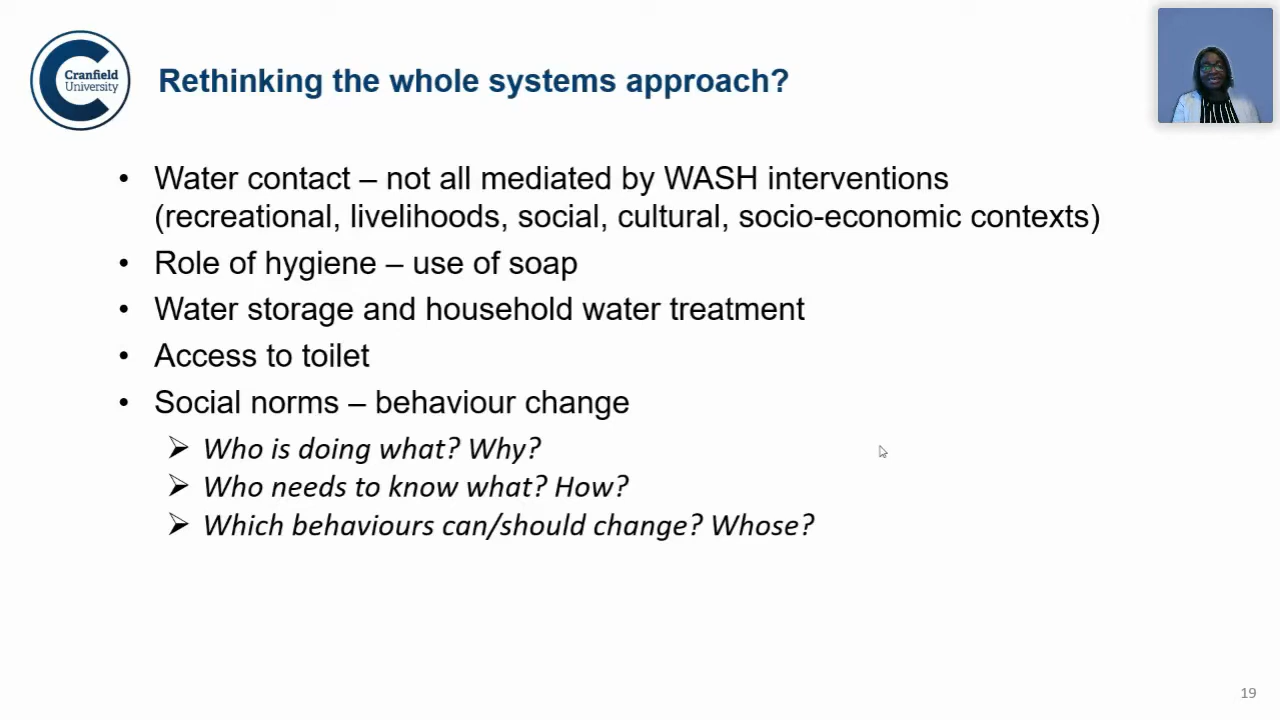 Cranfield
University
Rethinking the whole systems approach?
• Water contact – not all mediated by WASH interventions
(recreational, livelihoods, social, cultural, socio-economic contexts)
• Role of hygiene – use of soap
• Water storage and household water treatment
• Access to toilet
• Social norms – behaviour change
➢ Who is doing what? Why?
➢ Who needs to know what? How?
➢ Which behaviours can/should change? Whose?
19